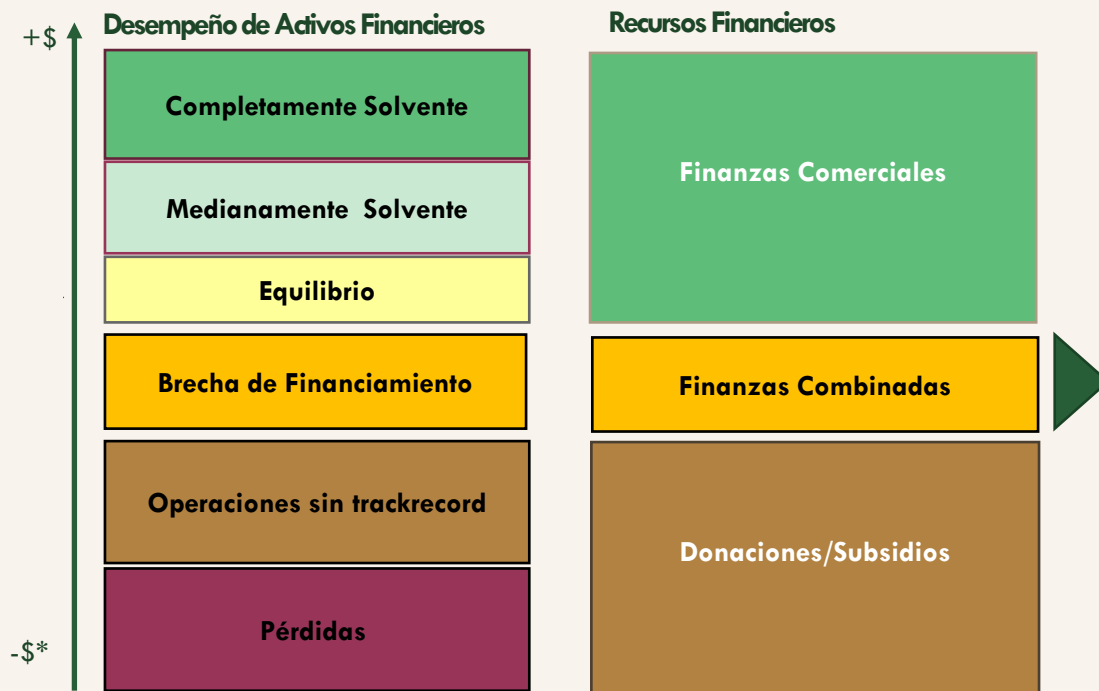 Desempeño de Activos Financieros
Recursos Financieros
+$
Completamente Solvente
Finanzas Comerciales
Medianamente Solvente
Equilibrio
Brecha de Financiamiento
Finanzas Combinadas
Operaciones sin trackrecord
Donaciones/Subsidios
Pérdidas
-$*